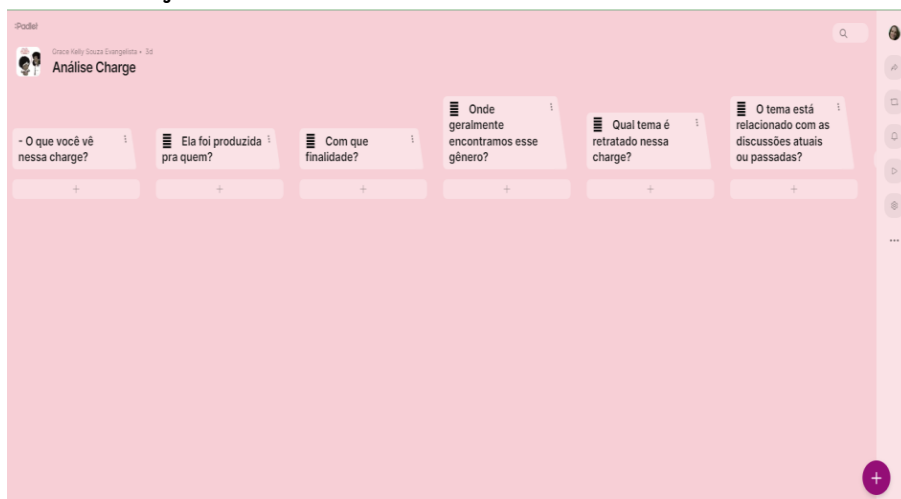 :Padlet
Grace Kelly Souza Evangelista • 3d
Análise Charge
- O que você vê
nessa charge?
Ela foi produzida
pra quem?
Com que
finalidade?
Onde
geralmente
encontramos esse
gênero?
Qual tema é
retratado nessa
charge?
O tema está
relacionado com as
discussões atuais
ou passadas?